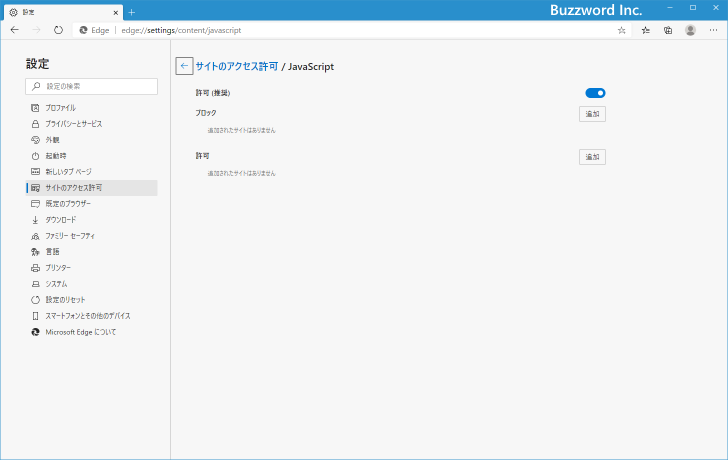 設定
Buzzword Inc.
Edge | edge://settings/content/javascript
設定
設定の検索
プロファイル
プライバシーとサービス
外観
起動時
新しいタブ ページ
サイトのアクセス許可
既定のブラウザー
ダウンロード
ファミリー セーフティ
言語
プリンター
システム
設定のリセット
スマートフォンとその他のデバイス
Microsoft Edge について
サイトのアクセス許可 / JavaScript
許可 (推奨)
ブロック
追加
追加されたサイトはありません
許可
追加
追加されたサイトはありません